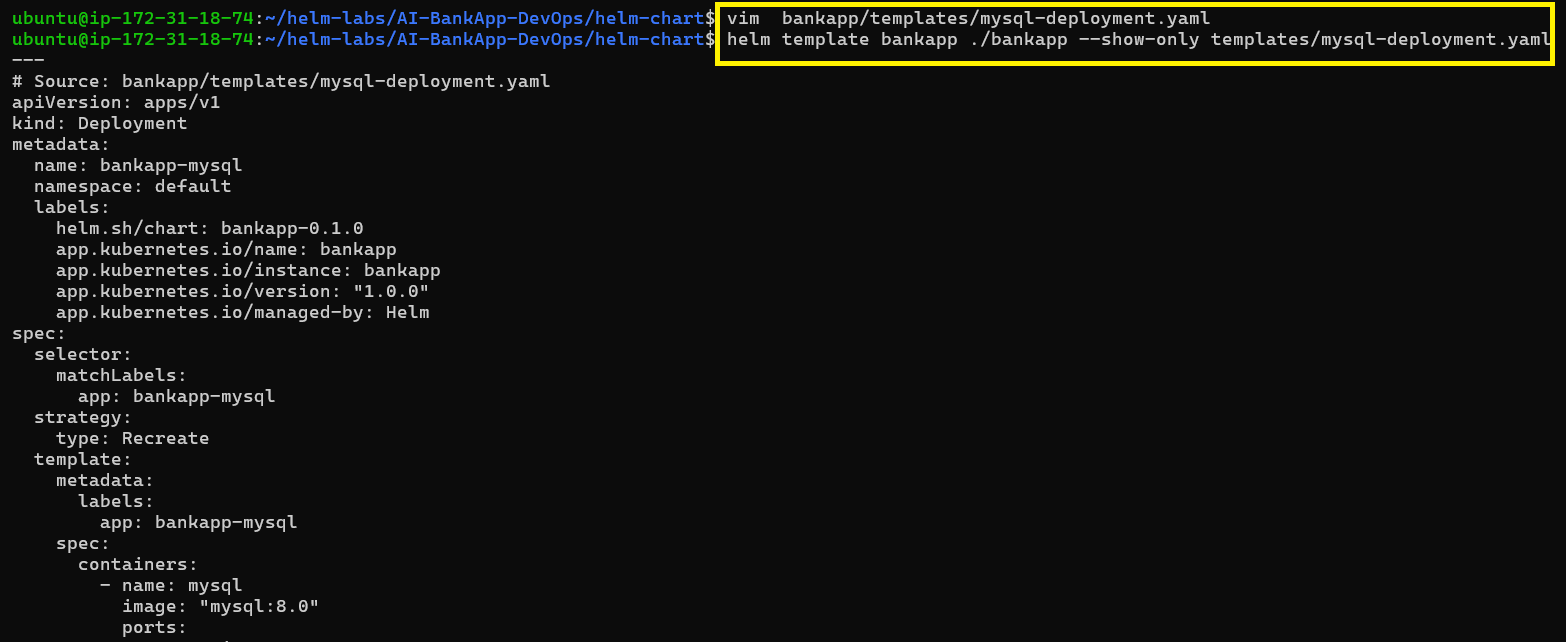 ubuntu@ip-172-31-18-74:~/helm-labs/AI-BankApp-DevOps/helm-chart$ vim  bankapp/templates/mysql-deployment.yaml
ubuntu@ip-172-31-18-74:~/helm-labs/AI-BankApp-DevOps/helm-chart$ helm template bankapp ./bankapp --show-only templates/mysql-deployment.yaml
---
# Source: bankapp/templates/mysql-deployment.yaml
apiVersion: apps/v1
kind: Deployment
metadata:
  name: bankapp-mysql
  namespace: default
  labels:
    helm.sh/chart: bankapp-0.1.0
    app.kubernetes.io/name: bankapp
    app.kubernetes.io/instance: bankapp
    app.kubernetes.io/version: "1.0.0"
    app.kubernetes.io/managed-by: Helm
spec:
  selector:
    matchLabels:
      app: bankapp-mysql
  strategy:
    type: Recreate
  template:
    metadata:
      labels:
        app: bankapp-mysql
    spec:
      containers:
        - name: mysql
          image: "mysql:8.0"
          ports: